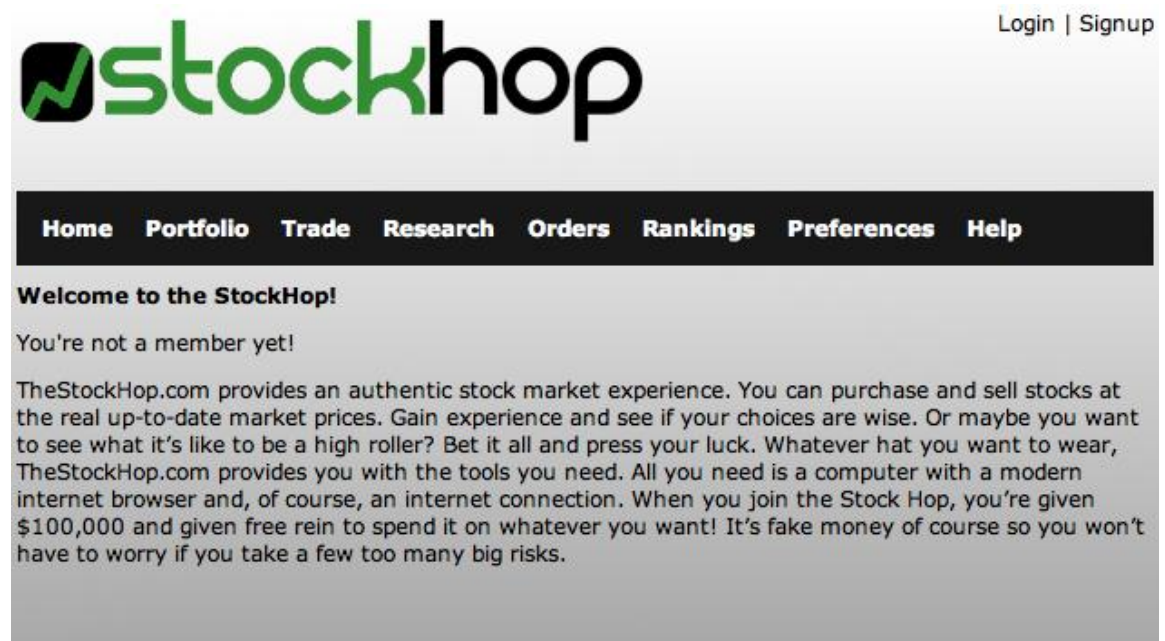 Login | Signup
stockhop
Home Portfolio Trade Research Orders Rankings Preferences Help
Welcome to the StockHop!
You're not a member yet!
TheStockHop.com provides an authentic stock market experience. You can purchase and sell stocks at
the real up-to-date market prices. Gain experience and see if your choices are wise. Or maybe you want
to see what it’s like to be a high roller? Bet it all and press your luck. Whatever hat you want to wear,
TheStockHop.com provides you with the tools you need. All you need is a computer with a modern
internet browser and, of course, an internet connection. When you join the Stock Hop, you’re given
$100,000 and given free rein to spend it on whatever you want! It’s fake money of course so you won’t
have to worry if you take a few too many big risks.